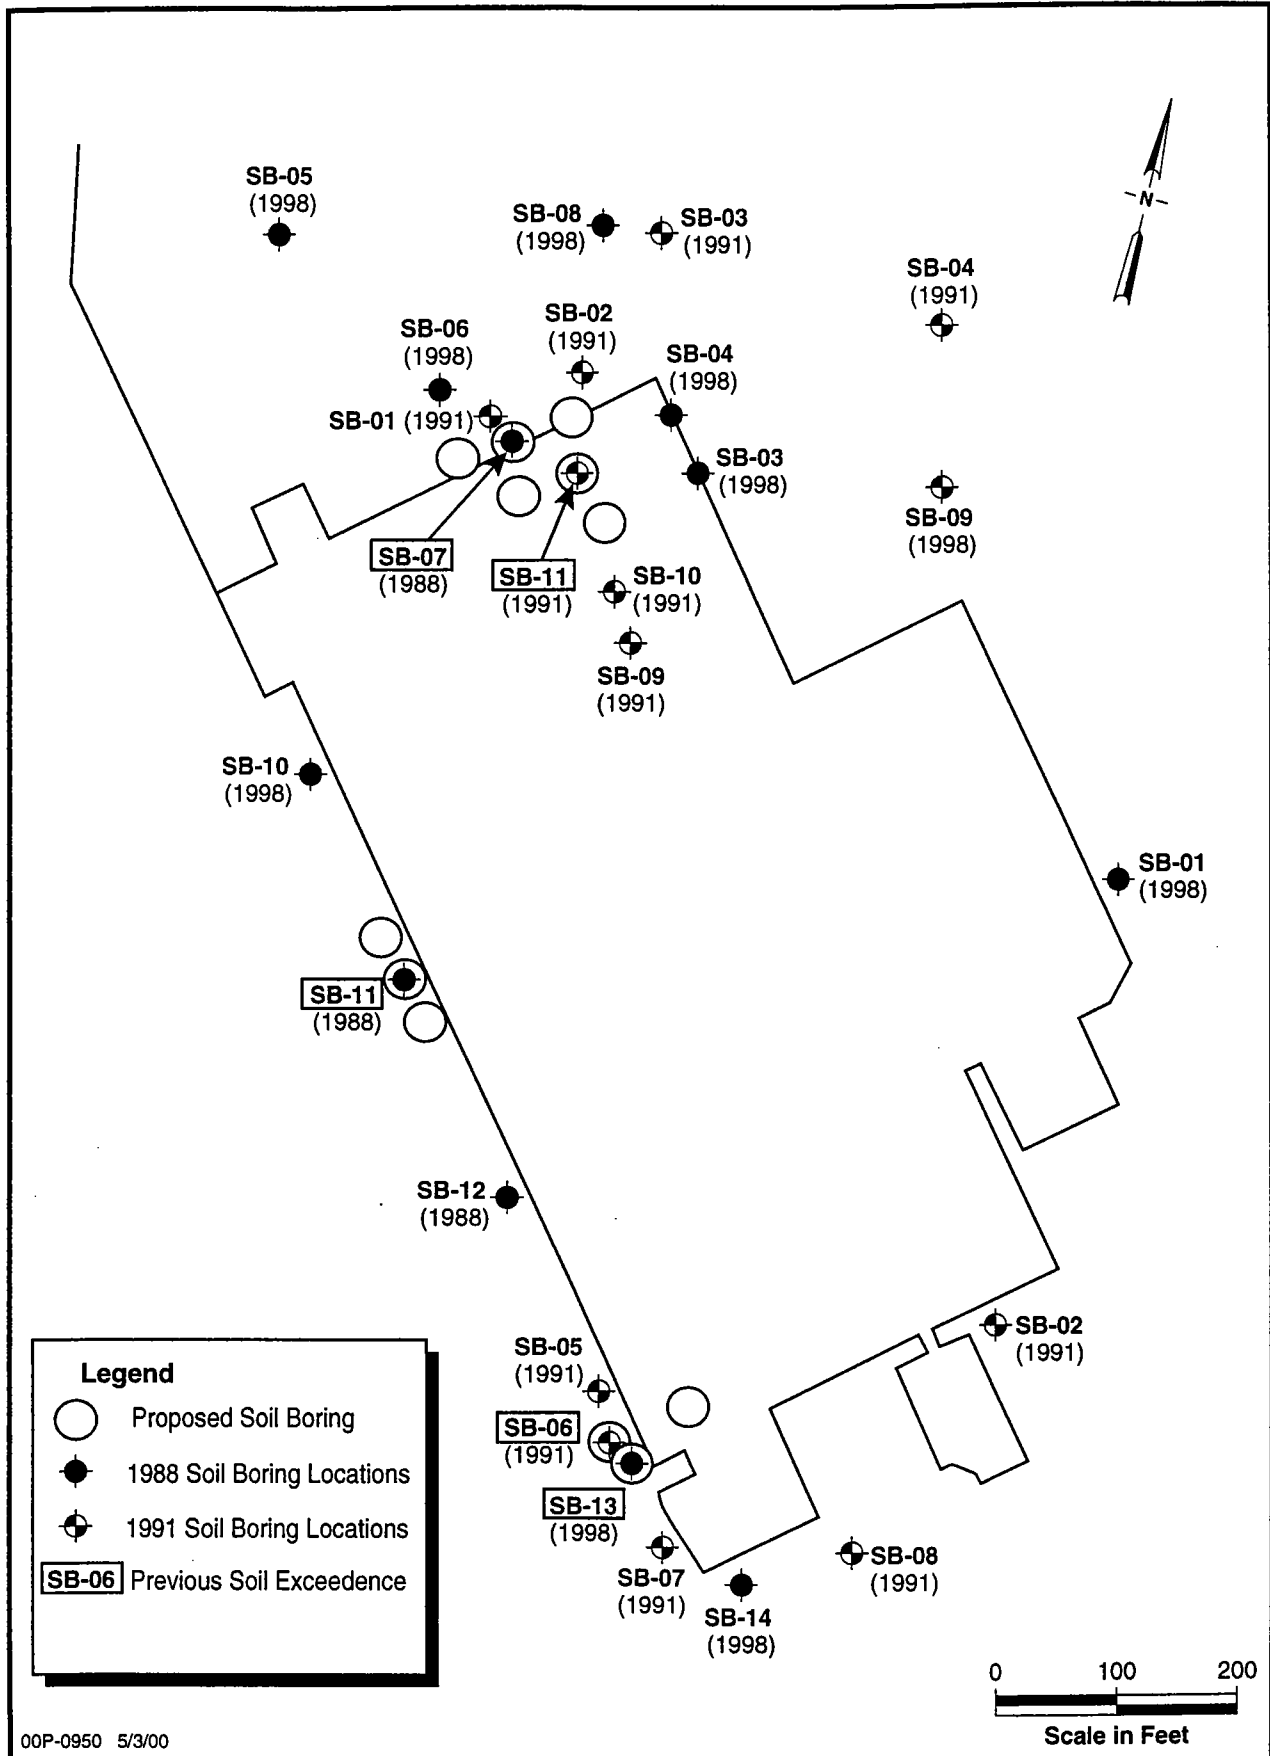 SB-05
(1998)
SB-08
(1998)
SB-03
(1991)
N
SB-04
(1991)
SB-02
(1991)
SB-06
(1998)
SB-04
(1998)
SB-01 (1991)
SB-03
(1998)
SB-09
(1998)
SB-07
(1988)
SB-11
(1991)
SB-10
(1991)
SB-09
(1991)
SB-10
(1998)
SB-01
(1998)
SB-11
(1988)
SB-12
(1988)
SB-02
(1991)
SB-05
(1991)
SB-06
(1991)
SB-13
(1998)
SB-07
(1991)
SB-08
(1991)
SB-14
(1998)
Legend
Proposed Soil Boring
1988 Soil Boring Locations
1991 Soil Boring Locations
SB-06 Previous Soil Exceedence
0 100 200
Scale in Feet
00P-0950 5/3/00